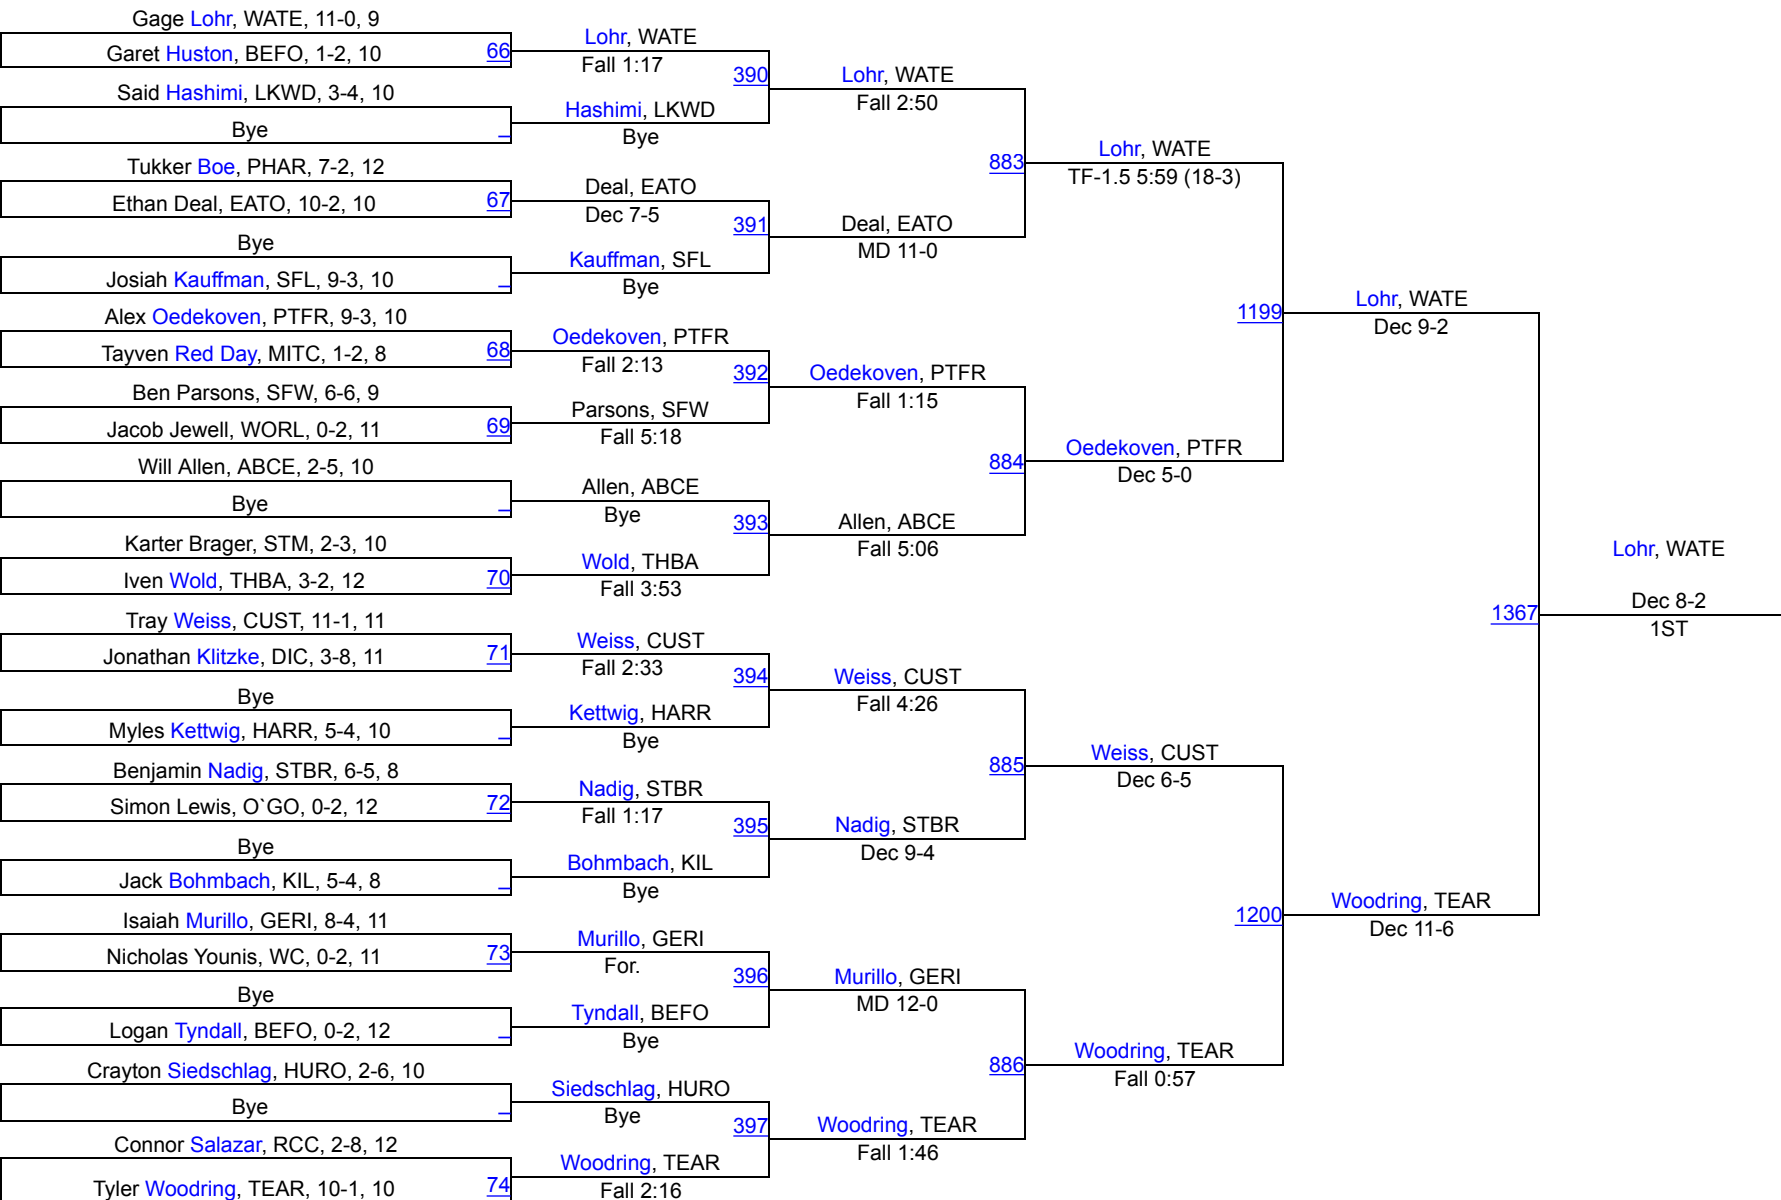 Gage Lohr, WATE, 11-0, 9
Garet Huston, BEFO, 1-2, 10
66
Said Hashimi, LKWD, 3-4, 10
Bye
Tukker Boe, PHAR, 7-2, 12
Ethan Deal, EATO, 10-2, 10
67
Bye
Josiah Kauffman, SFL, 9-3, 10
Alex Oedekoven, PTFR, 9-3, 10
Tayven Red Day, MITC, 1-2, 8
68
Ben Parsons, SFW, 6-6, 9
Jacob Jewell, WORL, 0-2, 11
69
Will Allen, ABCE, 2-5, 10
Bye
Karter Brager, STM, 2-3, 10
Iven Wold, THBA, 3-2, 12
70
Tray Weiss, CUST, 11-1, 11
Jonathan Klitzke, DIC, 3-8, 11
71
Bye
Myles Kettwig, HARR, 5-4, 10
Benjamin Nadig, STBR, 6-5, 8
Simon Lewis, O`GO, 0-2, 12
72
Bye
Jack Bohmbach, KIL, 5-4, 8
Isaiah Murillo, GERI, 8-4, 11
Nicholas Younis, WC, 0-2, 11
73
Bye
Logan Tyndall, BEFO, 0-2, 12
Crayton Siedschlag, HURO, 2-6, 10
Bye
Connor Salazar, RCC, 2-8, 12
Tyler Woodring, TEAR, 10-1, 10
74
Lohr, WATE
Fall 1:17
390
Hashimi, LKWD
Bye
Deal, EATO
Dec 7-5
391
Kauffman, SFL
Bye
Oedekoven, PTFR
Fall 2:13
392
Parsons, SFW
Fall 5:18
Allen, ABCE
Bye
393
Wold, THBA
Fall 3:53
Weiss, CUST
Fall 2:33
394
Kettwig, HARR
Bye
Nadig, STBR
Fall 1:17
395
Bohmbach, KIL
Bye
Murillo, GERI
For.
396
Tyndall, BEFO
Bye
Siedschlag, HURO
Bye
397
Woodring, TEAR
Fall 2:16
Lohr, WATE
Fall 2:50
883
Deal, EATO
MD 11-0
Oedekoven, PTFR
Fall 1:15
884
Allen, ABCE
Fall 5:06
Weiss, CUST
Fall 4:26
885
Nadig, STBR
Dec 9-4
Murillo, GERI
MD 12-0
886
Woodring, TEAR
Fall 1:46
Lohr, WATE
TF-1.5 5:59 (18-3)
1199
Oedekoven, PTFR
Dec 5-0
Weiss, CUST
Dec 6-5
1200
Woodring, TEAR
Fall 0:57
Lohr, WATE
Dec 9-2
1367
Woodring, TEAR
Dec 11-6
Lohr, WATE
Dec 8-2
1ST